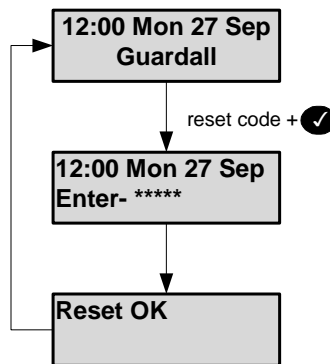 12:00 Mon 27 Sep
Guardall
reset code + ✓
12:00 Mon 27 Sep
Enter- *****
Reset OK